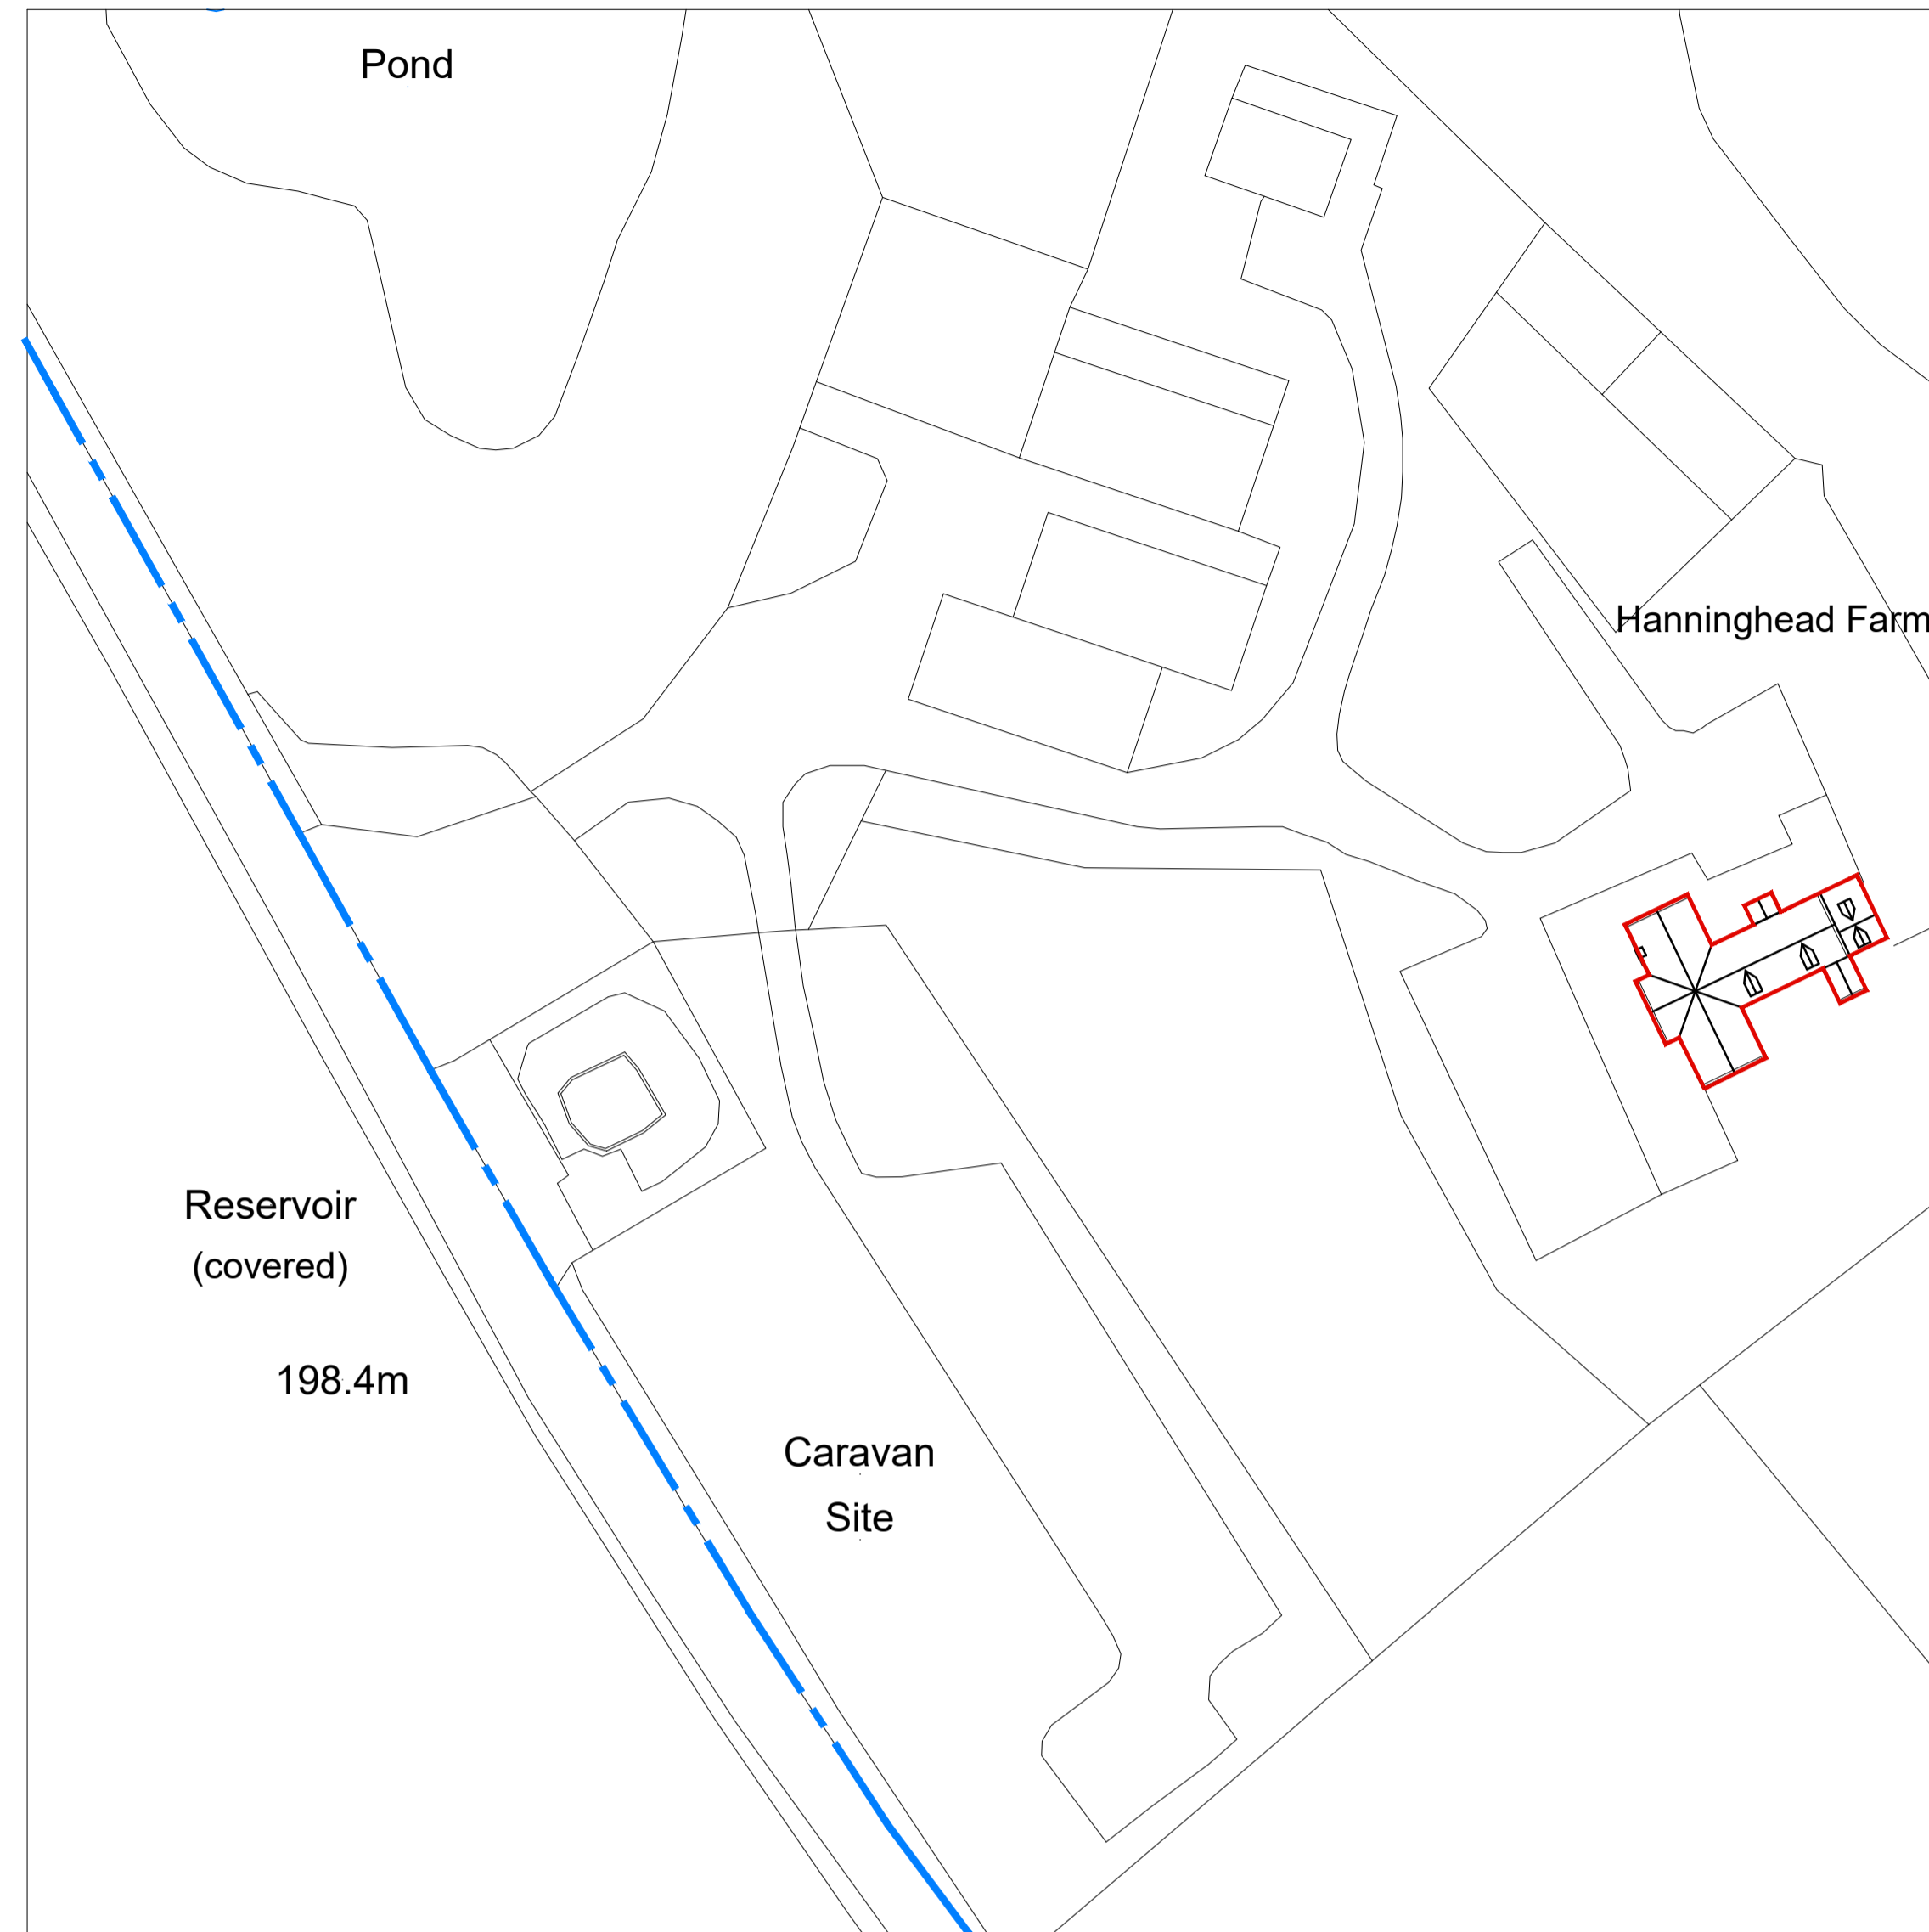 Pond
Hanninghead Farm
Reservoir
(covered)
198.4m
Caravan
Site